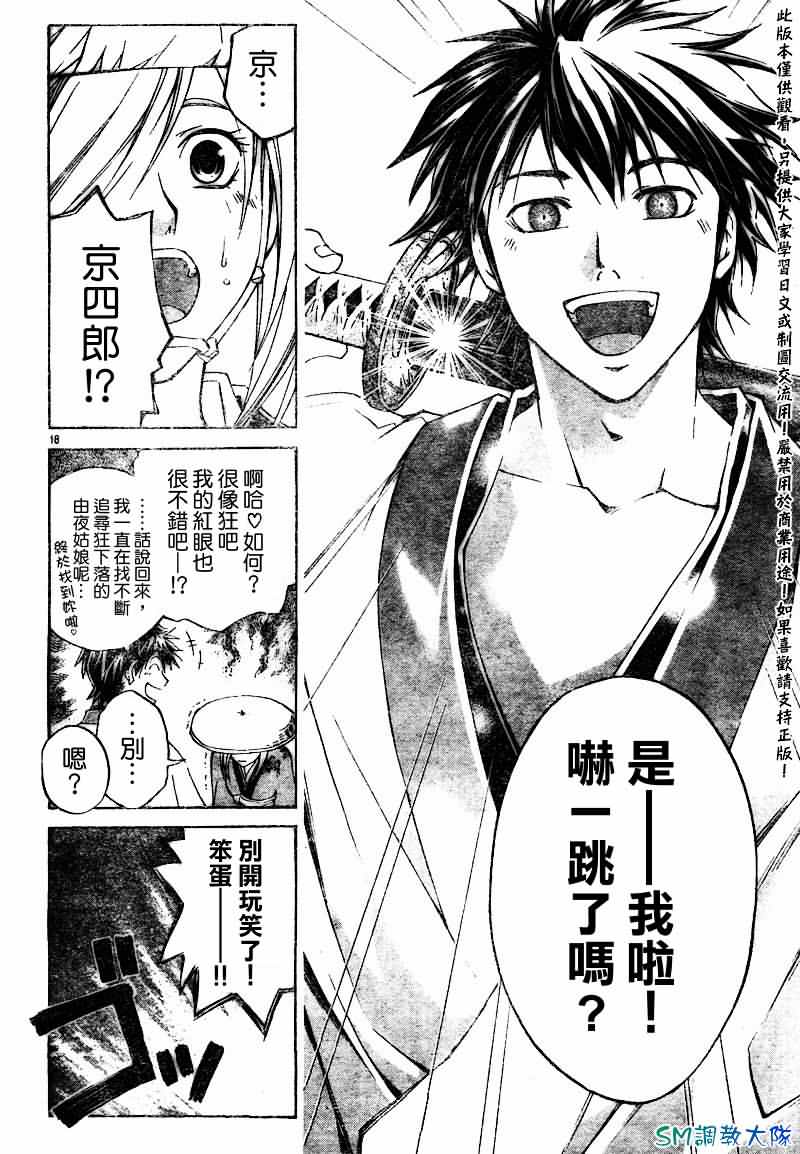 此版本僅供觀看！只提供大家學習日文或制圖交流用！嚴禁用於商業用途！如果喜歡請支持正版！
是——我啦！
嚇一跳了嗎？
京…
京四郎！？
18
啊哈♡如何？
很像狂吧
我的紅眼也
很不錯吧—！？
……話說回來，
我一直在找不斷
追尋狂下落的
由夜姑娘呢…
終於找到妳啦。
…別…
嗯？
別開玩笑了！
笨蛋——！！
ゴッ
SM調教大隊